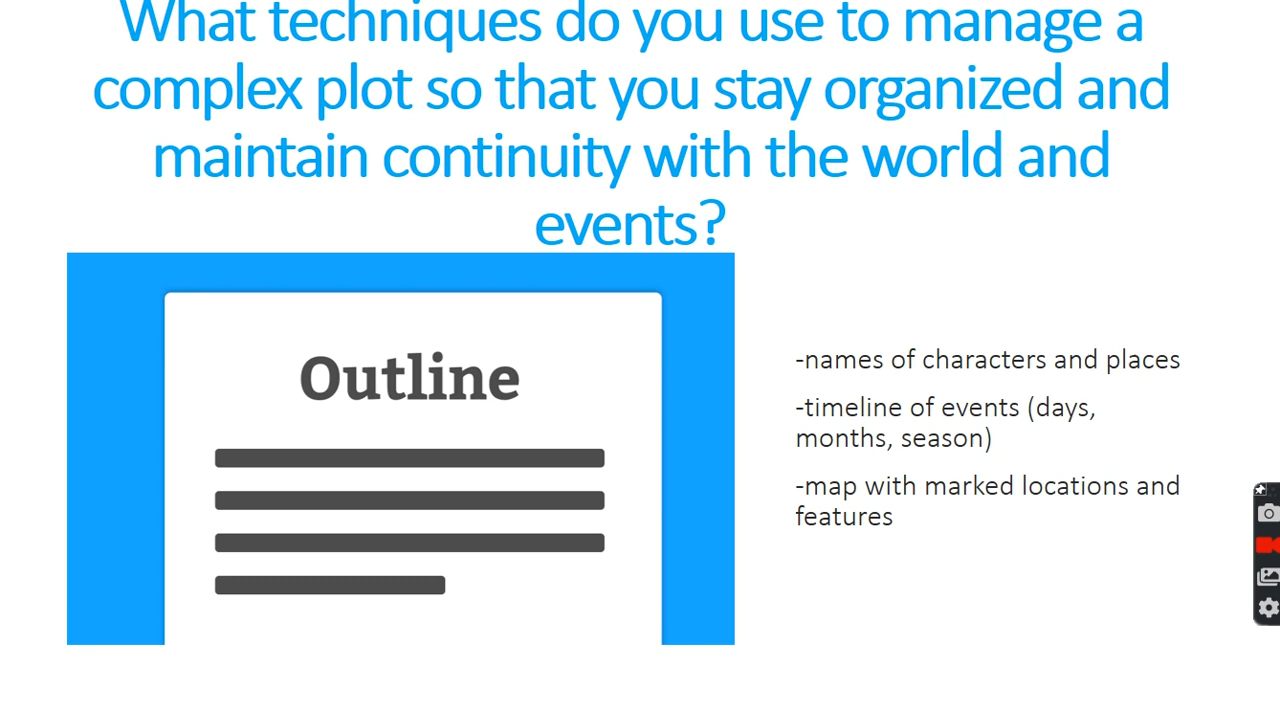 What techniques do you use to manage a
complex plot so that you stay organized and
maintain continuity with the world and
events?
Outline
-names of characters and places
-timeline of events (days,
months, season)
-map with marked locations and
features